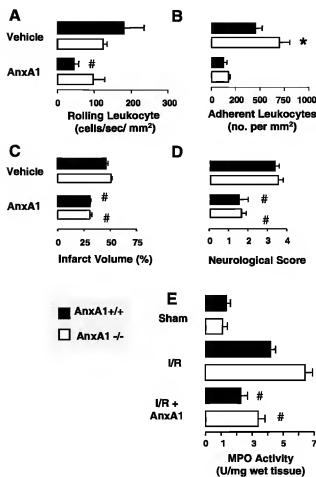 A
Vehicle
AnxA1
#
0 100 200 300
Rolling Leukocyte
(cells/sec/ mm²)
B
*
0 250 500 750 1000
Adherent Leukocytes
(no. per mm²)
C
Vehicle
AnxA1
#
#
0 25 50 75
Infarct Volume (%)
D
#
#
0 1 2 3 4
Neurological Score
AnxA1+/+
AnxA1 -/-
E
Sham
I/R
I/R +
AnxA1
#
#
0 1 3 4 6 7
MPO Activity
(U/mg wet tissue)